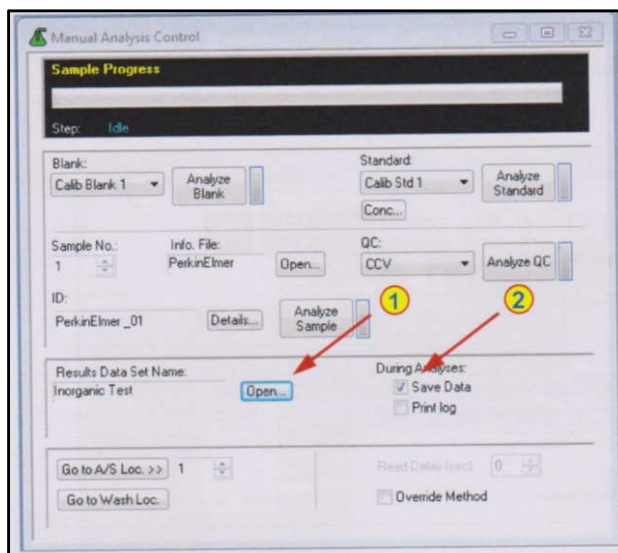 Manual Analysis Control
Sample Progress
Step: Idle
Blank:
Calib Blank 1
Analyze Blank
Standard:
Calib Std 1
Analyze Standard
Conc...
Sample No.:
1
Info. File:
PerkinElmer
Open...
QC:
CCV
Analyze QC
ID:
PerkinElmer _01
Details...
Analyze Sample
1
2
Results Data Set Name:
Inorganic Test
Open...
During Analyses:
Save Data
Print log
Go to A/S Loc. >> 1
Go to Wash Loc.
Read Delay (sec) 0
Override Method